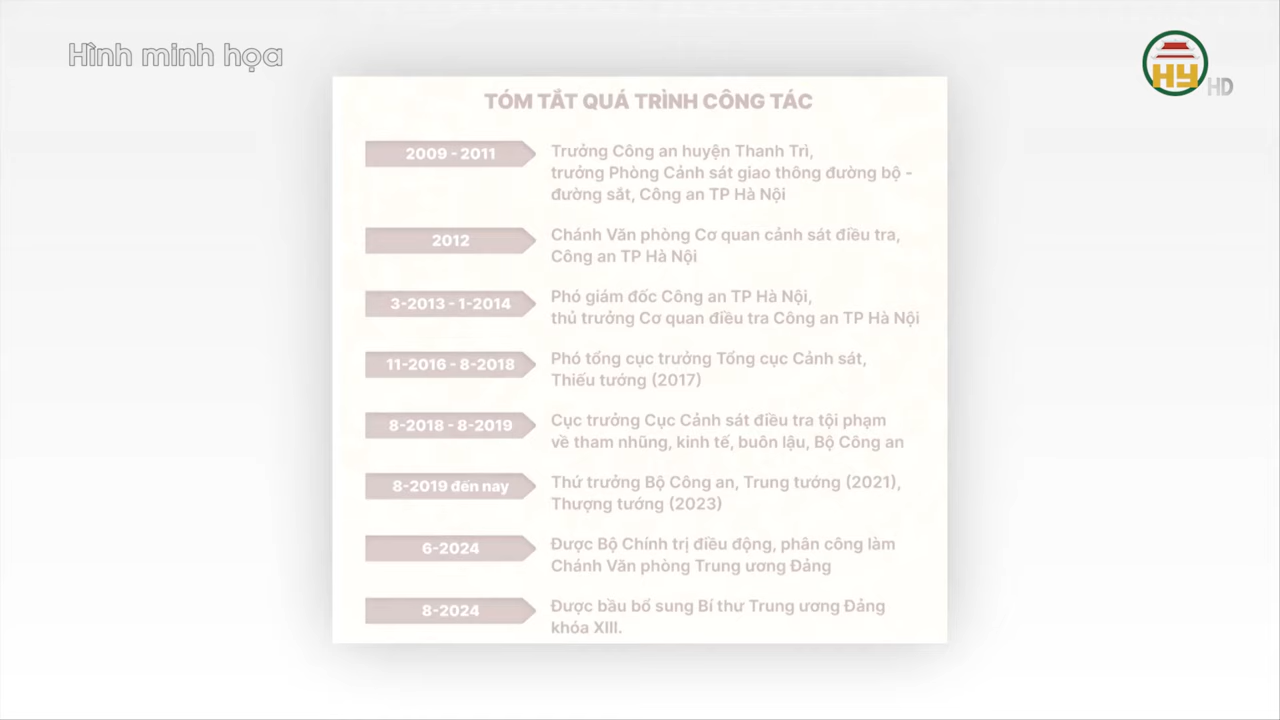 Hình minh họa
HY
HD
TÓM TẮT QUÁ TRÌNH CÔNG TÁC
2009 - 2011
Trưởng Công an huyện Thanh Trì,
trưởng Phòng Cảnh sát giao thông đường bộ -
đường sắt, Công an TP Hà Nội
2012
Chánh Văn phòng Cơ quan cảnh sát điều tra,
Công an TP Hà Nội
3-2013 - 1-2014
Phó giám đốc Công an TP Hà Nội,
thủ trưởng Cơ quan điều tra Công an TP Hà Nội
11-2016 - 8-2018
Phó tổng cục trưởng Tổng cục Cảnh sát,
Thiếu tướng (2017)
8-2018 - 8-2019
Cục trưởng Cục Cảnh sát điều tra tội phạm
về tham nhũng, kinh tế, buôn lậu, Bộ Công an
8-2019 đến nay
Thứ trưởng Bộ Công an, Trung tướng (2021),
Thượng tướng (2023)
6-2024
Được Bộ Chính trị điều động, phân công làm
Chánh Văn phòng Trung ương Đảng
8-2024
Được bầu bổ sung Bí thư Trung ương Đảng
khóa XIII.